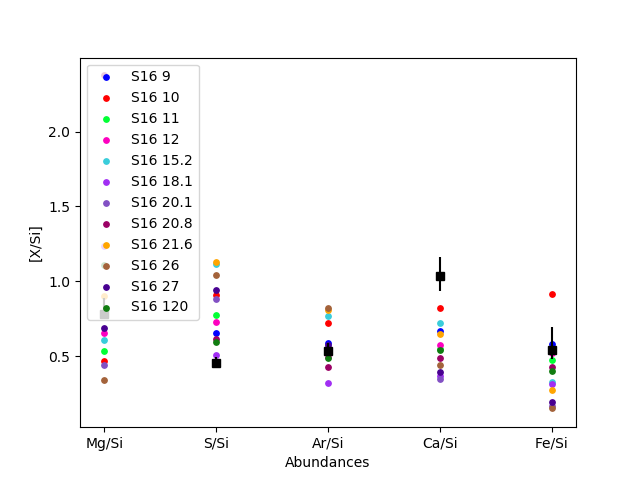 S16 9
S16 10
S16 11
S16 12
S16 15.2
S16 18.1
S16 20.1
S16 20.8
S16 21.6
S16 26
S16 27
S16 120
2.0
1.5
1.0
0.5
[X/Si]
Mg/Si S/Si Ar/Si Ca/Si Fe/Si
Abundances